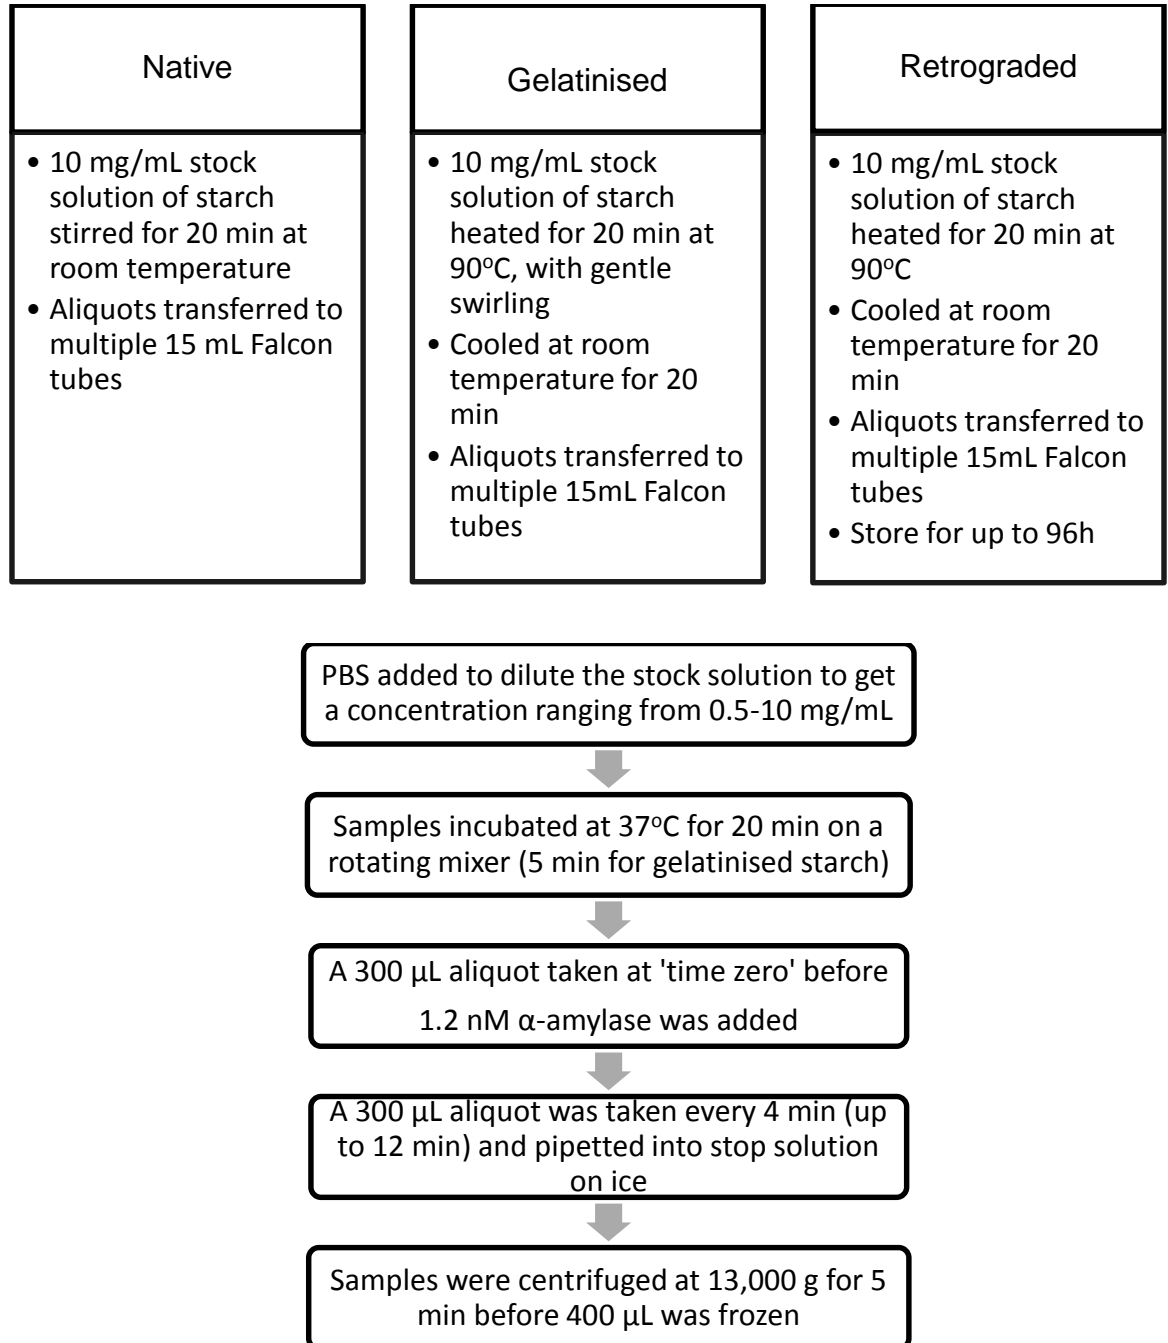 Native
• 10 mg/mL stock
solution of starch
stirred for 20 min at
room temperature
• Aliquots transferred to
multiple 15 mL Falcon
tubes
Gelatinised
• 10 mg/mL stock
solution of starch
heated for 20 min at
90ºC, with gentle
swirling
• Cooled at room
temperature for 20
min
• Aliquots transferred to
multiple 15mL Falcon
tubes
Retrograded
• 10 mg/mL stock
solution of starch
heated for 20 min at
90ºC
• Cooled at room
temperature for 20
min
• Aliquots transferred to
multiple 15mL Falcon
tubes
• Store for up to 96h
PBS added to dilute the stock solution to get
a concentration ranging from 0.5-10 mg/mL
Samples incubated at 37ºC for 20 min on a
rotating mixer (5 min for gelatinised starch)
A 300 μL aliquot taken at 'time zero' before
1.2 nM α-amylase was added
A 300 μL aliquot was taken every 4 min (up
to 12 min) and pipetted into stop solution
on ice
Samples were centrifuged at 13,000 g for 5
min before 400 μL was frozen